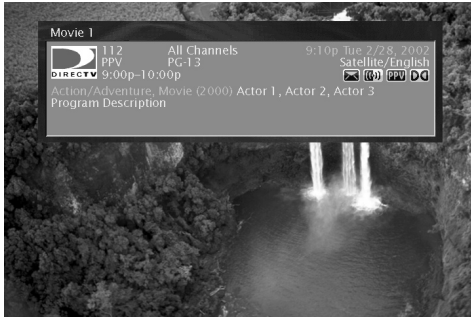 Movie 1
112 All Channels 9:10p Tue 2/28, 2002
PPV PG-13 Satellite/English
DIRECTV 9:00p–10:00p PPV
Action/Adventure, Movie (2000) Actor 1, Actor 2, Actor 3
Program Description